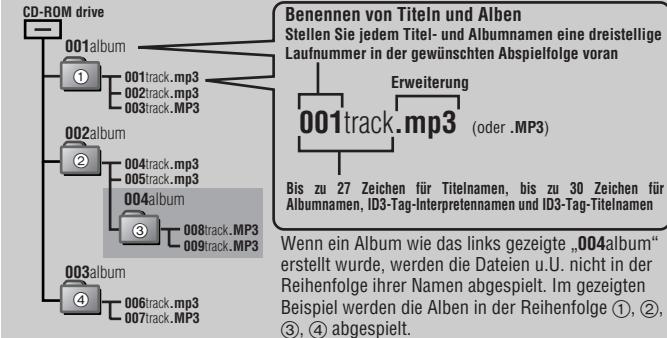 CD-ROM drive
001album
①
001track.mp3
002track.mp3
003track.MP3
002album
②
004track.mp3
005track.mp3
004album
③
008track.MP3
009track.MP3
003album
④
006track.mp3
007track.MP3
Benennen von Titeln und Alben
Stellen Sie jedem Titel- und Albumnamen eine dreistellige
Laufnummer in der gewünschten Abspielfolge voran
Erweiterung
001track.mp3 (oder .MP3)
Bis zu 27 Zeichen für Titelnamen, bis zu 30 Zeichen für
Albumnamen, ID3-Tag-Interpretennamen und ID3-Tag-Titelnamen
Wenn ein Album wie das links gezeigte „004album“
erstellt wurde, werden die Dateien u.U. nicht in der
Reihenfolge ihrer Namen abgespielt. Im gezeigten
Beispiel werden die Alben in der Reihenfolge ①, ②,
③, ④ abgespielt.